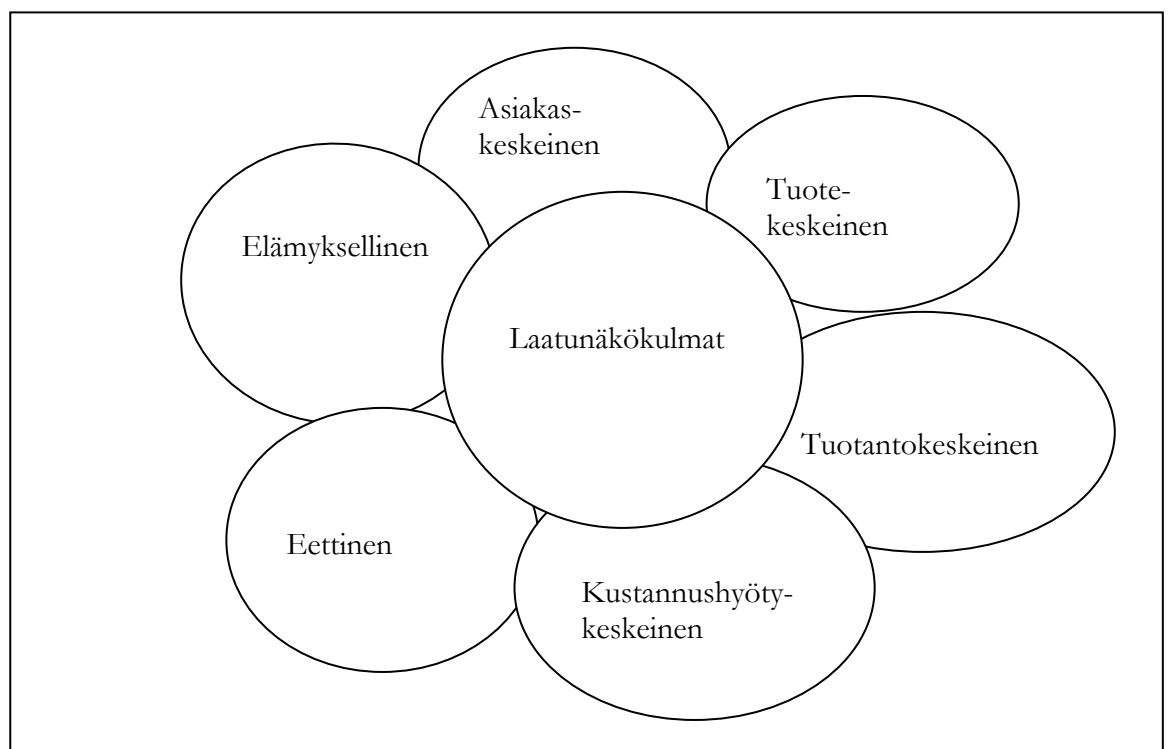 Asiakas-
keskeinen
Tuote-
keskeinen
Elämyksellinen
Laatunäkökulmat
Tuotantokeskeinen
Eettinen
Kustannushyöty-
keskeinen